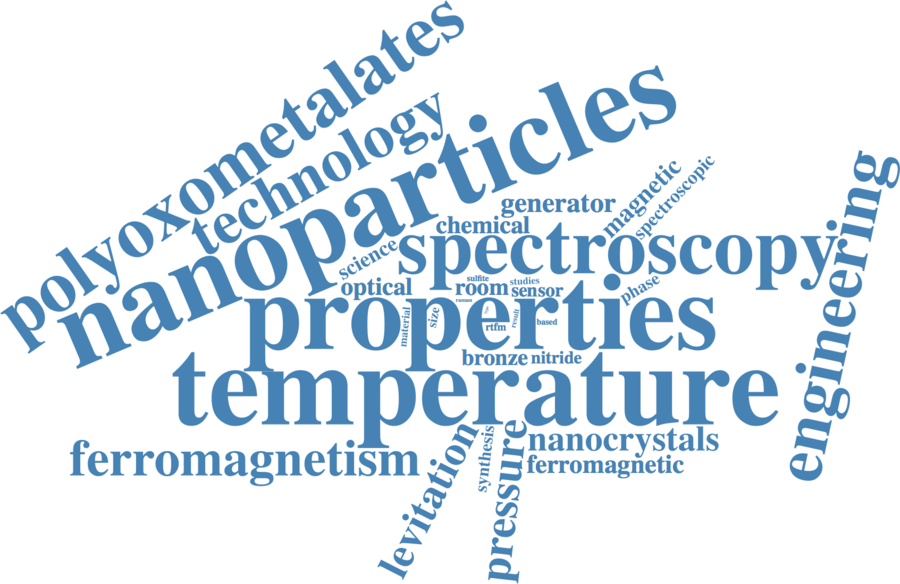 polyoxometalates
technology
nanoparticles
magnetic
spectroscopic
generator
chemical
science
spectroscopy
engineering
optical
sulfite
studies
room
sensor
phase
raman
properties
material
size
rtfm
result
based
bronze
nitride
temperature
ferromagnetism
levitation
synthesis
pressure
nanocrystals
ferromagnetic